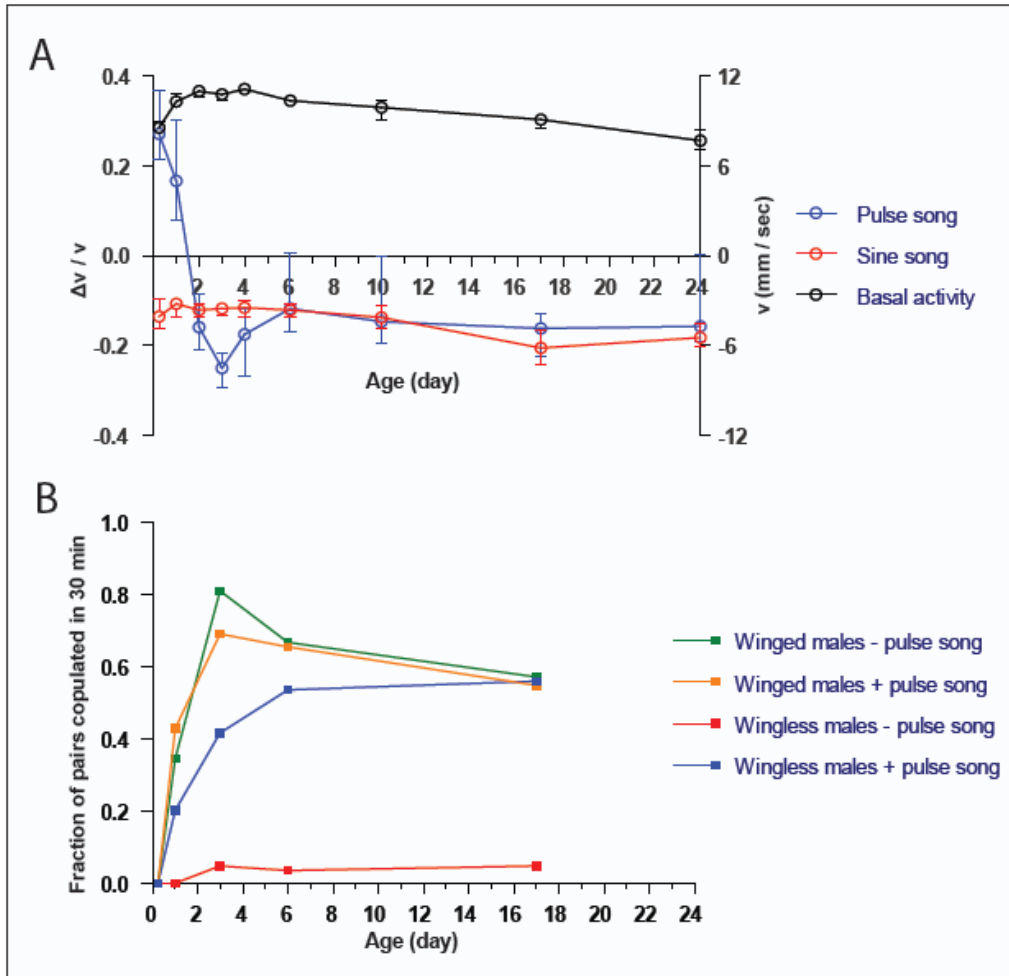 A
0.4
0.2
0.0
-0.2
-0.4
Δv / v
12
6
0
-6
-12
v (mm / sec)
2 4 6 8 10 12 14 16 18 20 22 24
Age (day)
Pulse song
Sine song
Basal activity
B
1.0
0.8
0.6
0.4
0.2
0.0
Fraction of pairs copulated in 30 min
0 2 4 6 8 10 12 14 16 18 20 22 24
Age (day)
Winged males - pulse song
Winged males + pulse song
Wingless males - pulse song
Wingless males + pulse song